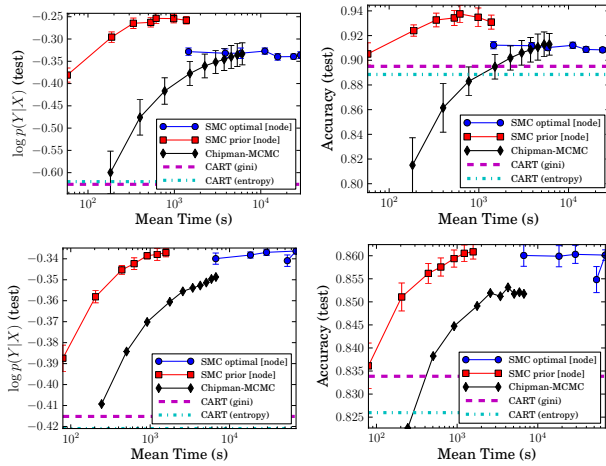 log p(Y|X) (test)
−0.25
−0.30
−0.35
−0.40
−0.45
−0.50
−0.55
−0.60
10² 10³ 10⁴
Mean Time (s)
SMC optimal [node]
SMC prior [node]
Chipman-MCMC
CART (gini)
CART (entropy)
Accuracy (test)
0.94
0.92
0.90
0.88
0.86
0.84
0.82
0.80
10² 10³ 10⁴
Mean Time (s)
SMC optimal [node]
SMC prior [node]
Chipman-MCMC
CART (gini)
CART (entropy)
log p(Y|X) (test)
−0.34
−0.35
−0.36
−0.37
−0.38
−0.39
−0.40
−0.41
−0.42
10² 10³ 10⁴
Mean Time (s)
SMC optimal [node]
SMC prior [node]
Chipman-MCMC
CART (gini)
CART (entropy)
Accuracy (test)
0.860
0.855
0.850
0.845
0.840
0.835
0.830
0.825
10² 10³ 10⁴
Mean Time (s)
SMC optimal [node]
SMC prior [node]
Chipman-MCMC
CART (gini)
CART (entropy)